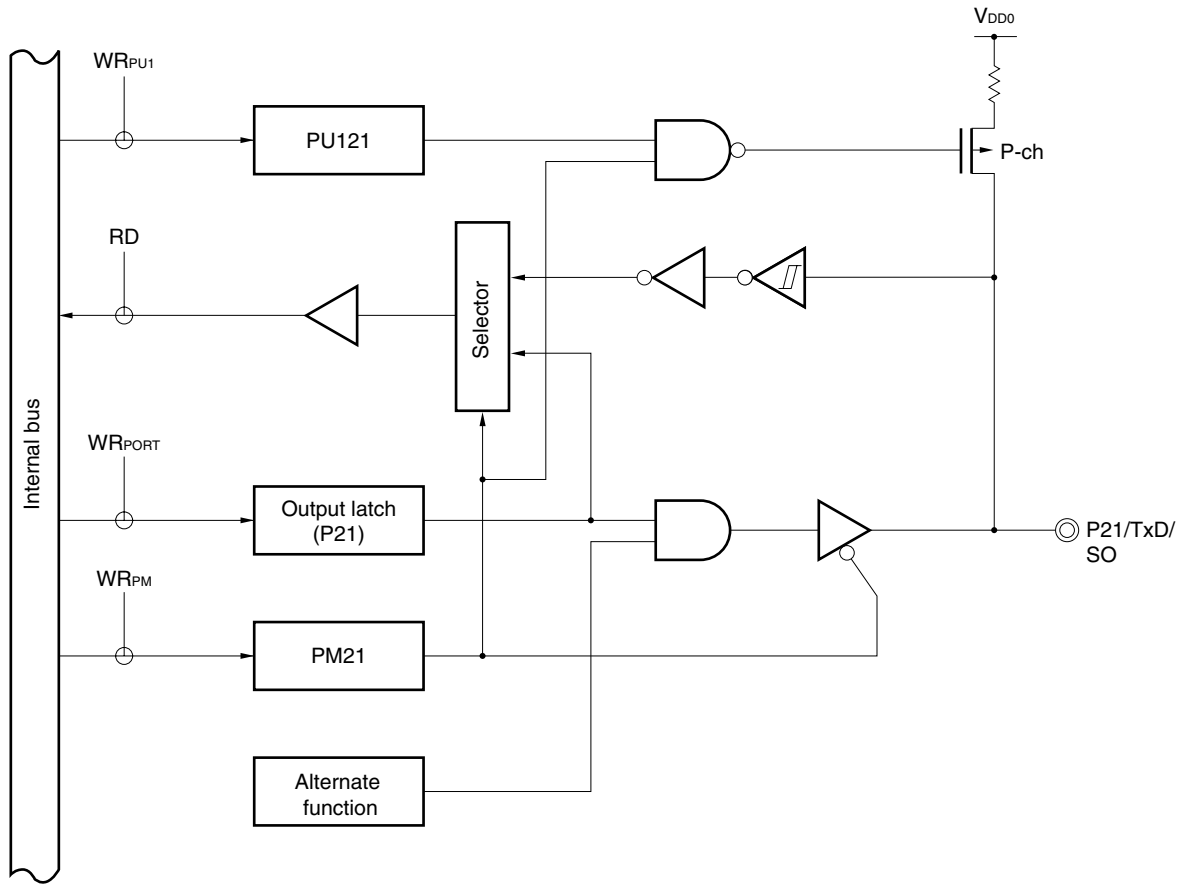 VDD0
WRPU1
PU121
P-ch
RD
Selector
Internal bus
WRPORT
Output latch
(P21)
P21/TxD/
SO
WRPM
PM21
Alternate
function